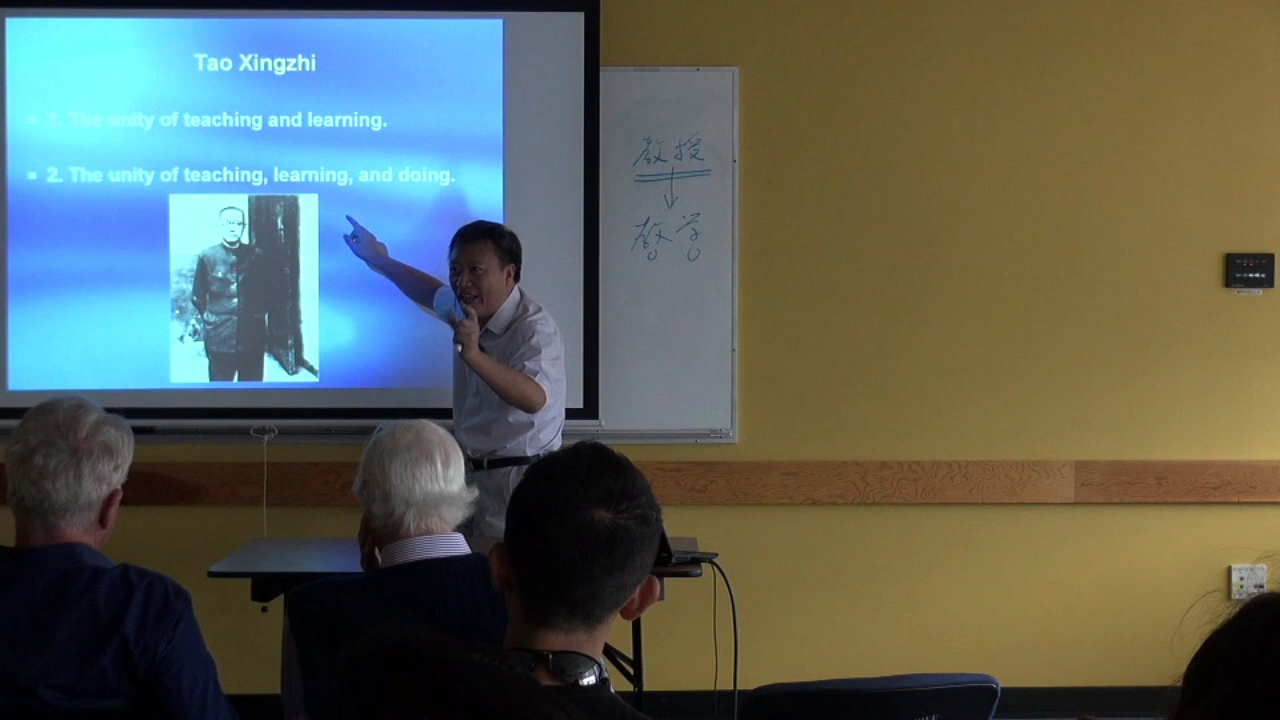 Tao Xingzhi
1. The unity of teaching and learning.
2. The unity of teaching, learning, and doing.
教授
教学